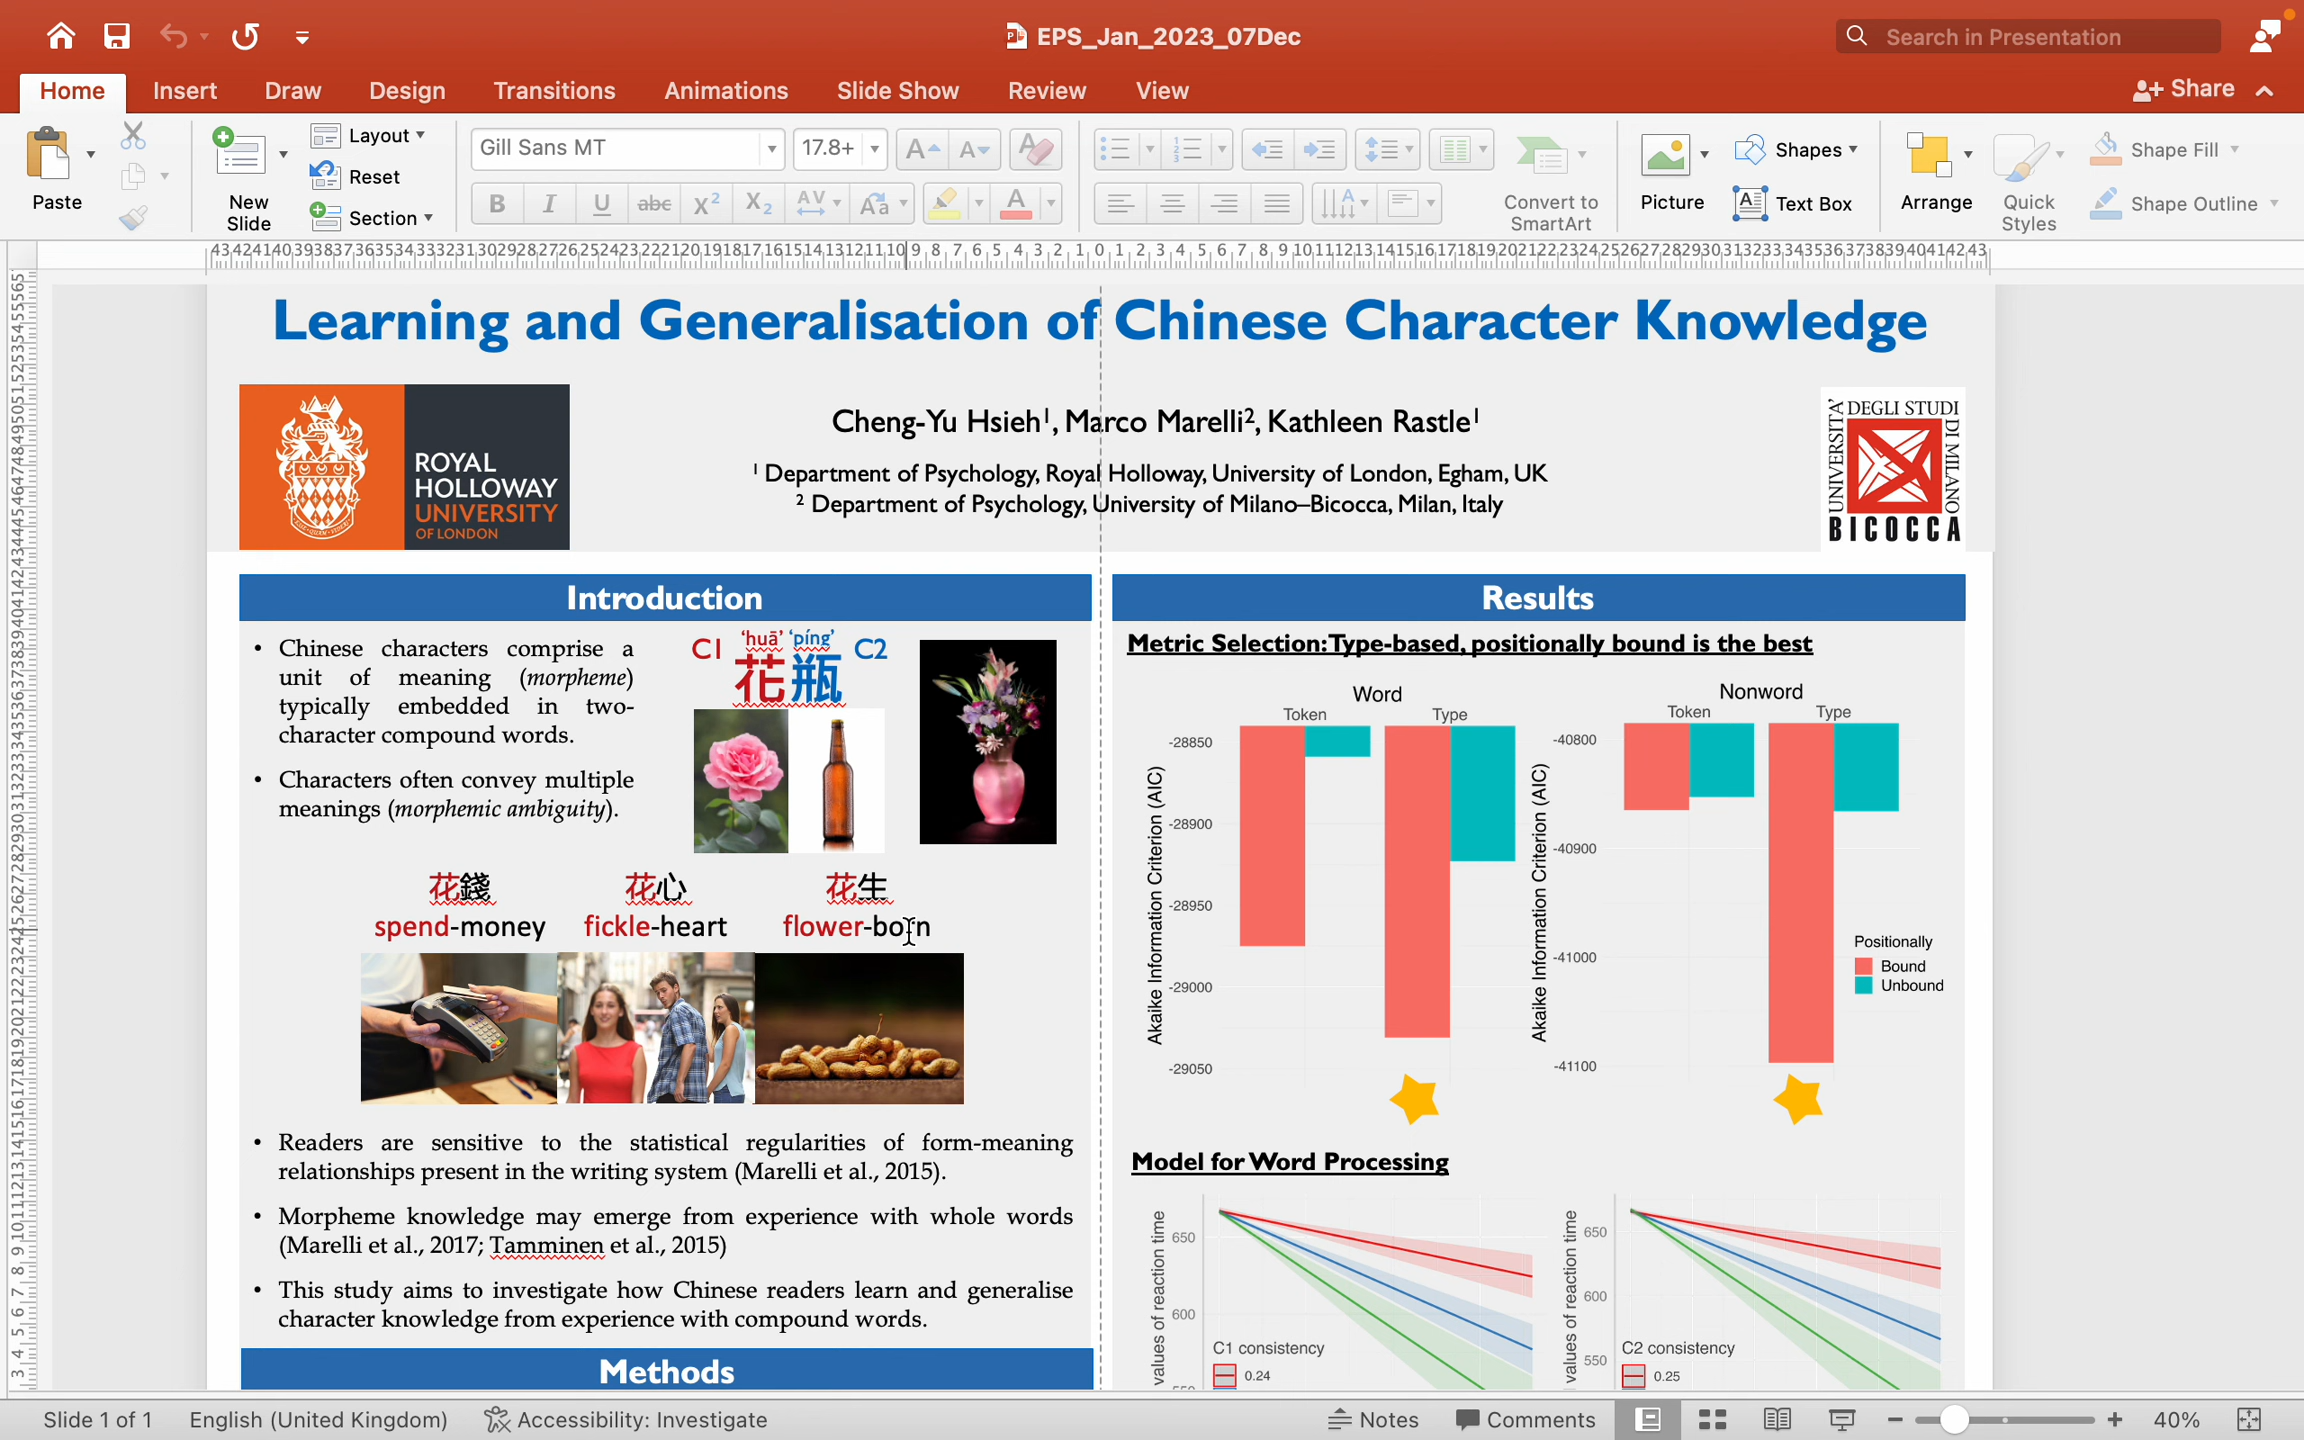 EPS_Jan_2023_07Dec
Search in Presentation
Home Insert Draw Design Transitions Animations Slide Show Review View Share
Paste
New Slide
Layout
Reset
Section
Gill Sans MT 17.8+
B I U abc X² X₂ AV Aa A
Convert to SmartArt
Picture
Shapes
Text Box
Arrange
Quick Styles
Shape Fill
Shape Outline
Learning and Generalisation of Chinese Character Knowledge
ROYAL
HOLLOWAY
UNIVERSITY
OF LONDON
Cheng-Yu Hsieh¹, Marco Marelli², Kathleen Rastle¹
¹ Department of Psychology, Royal Holloway, University of London, Egham, UK
² Department of Psychology, University of Milano–Bicocca, Milan, Italy
UNIVERSITA' DEGLI STUDI DI MILANO
BICOCCA
Introduction
• Chinese characters comprise a
unit of meaning (morpheme)
typically embedded in two-
character compound words.
• Characters often convey multiple
meanings (morphemic ambiguity).
'huā' 'píng'
C1 花瓶 C2
花錢 花心 花生
spend-money fickle-heart flower-born
• Readers are sensitive to the statistical regularities of form-meaning
relationships present in the writing system (Marelli et al., 2015).
• Morpheme knowledge may emerge from experience with whole words
(Marelli et al., 2017; Tamminen et al., 2015)
• This study aims to investigate how Chinese readers learn and generalise
character knowledge from experience with compound words.
Methods
Results
Metric Selection: Type-based, positionally bound is the best
Word
Token Type
Akaike Information Criterion (AIC)
-28850
-28900
-28950
-29000
-29050
Nonword
Token Type
Akaike Information Criterion (AIC)
-40800
-40900
-41000
-41100
Positionally
Bound
Unbound
Model for Word Processing
values of reaction time
650
600
C1 consistency
0.24
values of reaction time
650
600
550
C2 consistency
0.25
Slide 1 of 1 English (United Kingdom) Accessibility: Investigate Notes Comments 40%